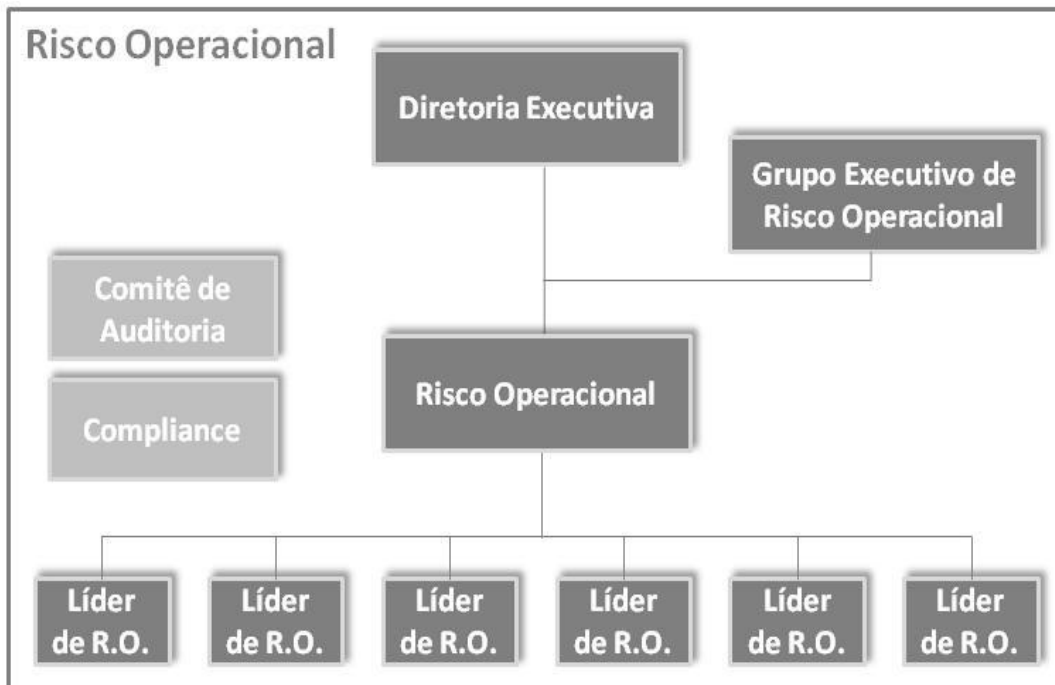 Risco Operacional
Diretoria Executiva
Grupo Executivo de
Risco Operacional
Comitê de
Auditoria
Risco Operacional
Compliance
Líder
de R.O.
Líder
de R.O.
Líder
de R.O.
Líder
de R.O.
Líder
de R.O.
Líder
de R.O.